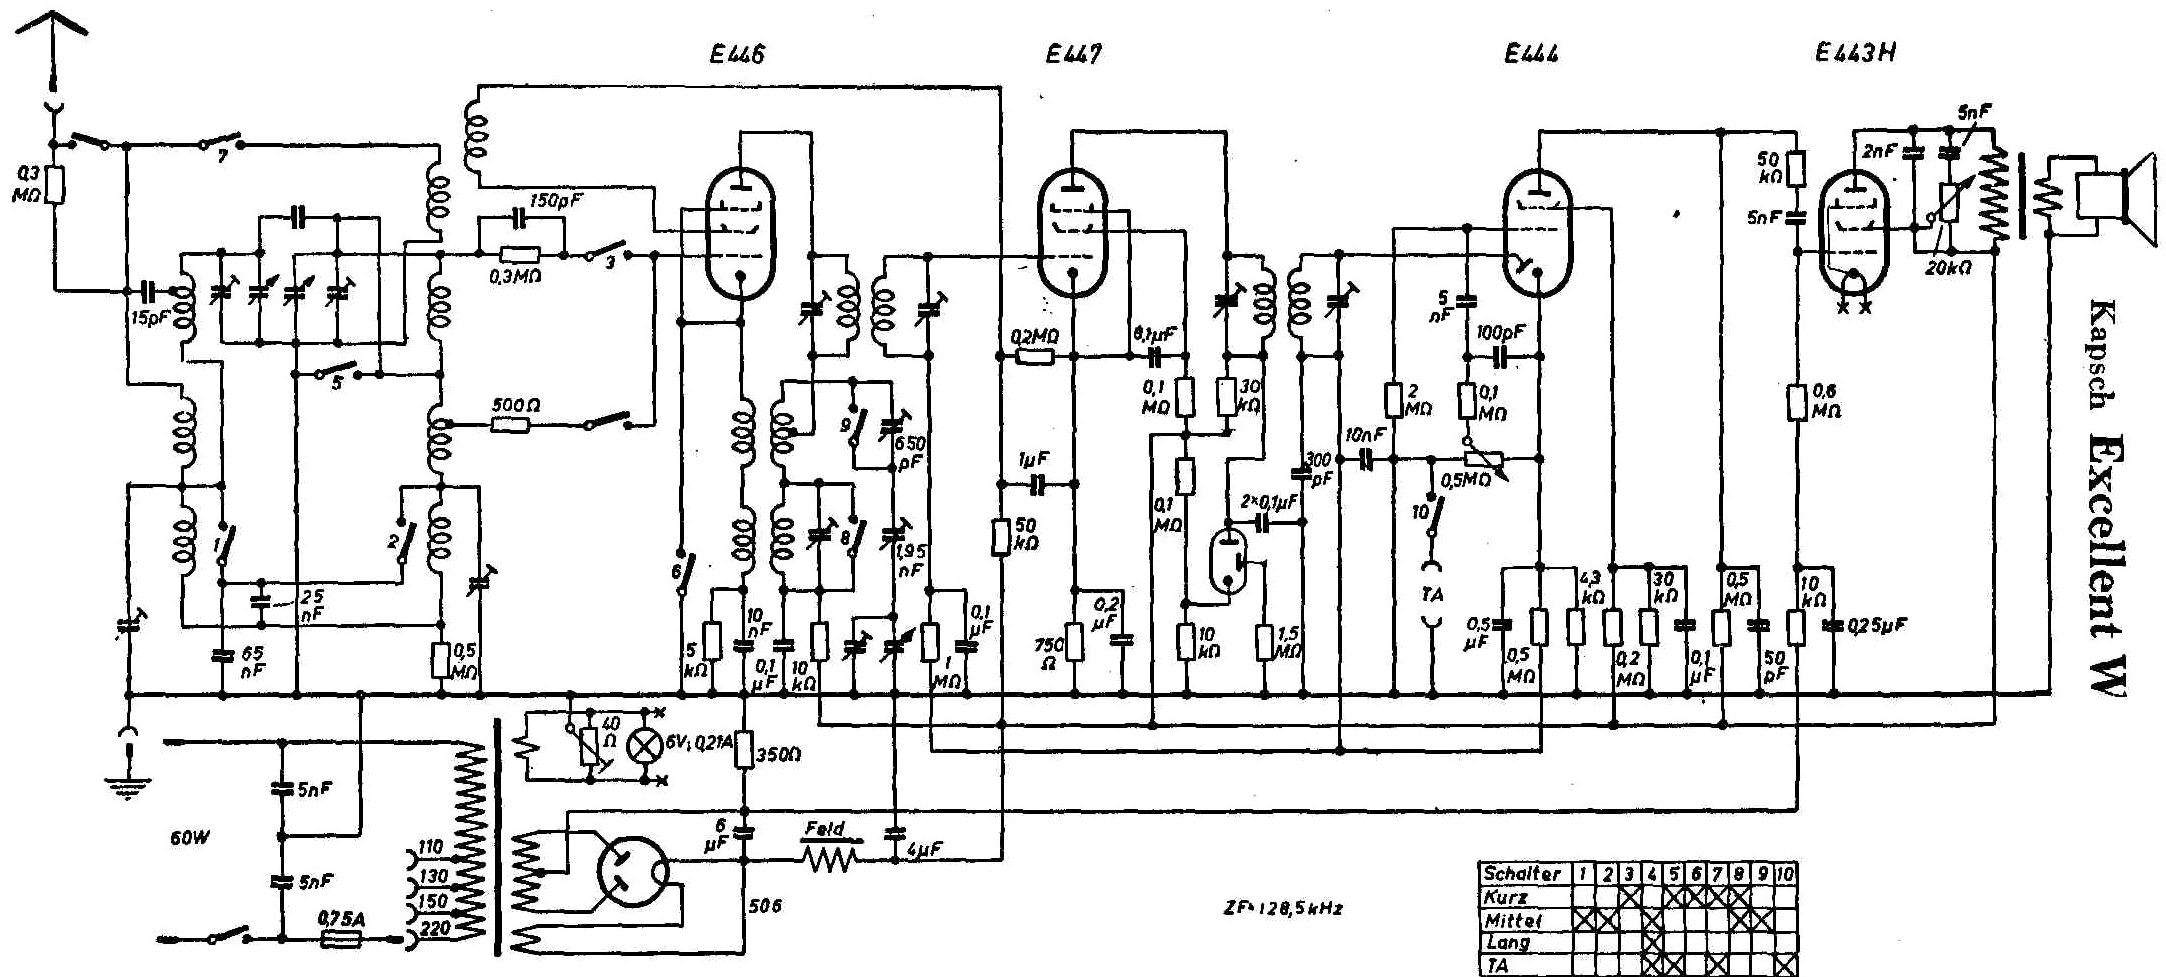 E446
E447
E444
E443H
5nF
2nF
50 kΩ
5nF
20kΩ
0,3 MΩ
7
150pF
0,3MΩ
3
15pF
5
500Ω
0,2MΩ
0,1µF
0,1 MΩ
30 kΩ
5 nF
100pF
2 MΩ
0,1 MΩ
0,6 MΩ
9
650 pF
1µF
10nF
300 pF
0,5MΩ
0,1 MΩ
2×0,1µF
10
TA
1
2
6
8
1,95 nF
50 kΩ
25 nF
65 nF
0,5 MΩ
5 kΩ
10 nF
0,1 µF
10 kΩ
1 MΩ
0,1 µF
750 Ω
0,2 µF
10 kΩ
1,5 MΩ
0,5 µF
0,5 MΩ
4,3 kΩ
0,2 MΩ
30 kΩ
0,1 µF
0,5 MΩ
50 pF
10 kΩ
0,25µF
40 Ω
6V; 0,21A
350Ω
5nF
60W
5nF
0,75A
110
130
150
220
6 µF
Feld
4µF
506
ZF=128,5kHz
Schalter 1 2 3 4 5 6 7 8 9 10
Kurz
Mittel
Lang
TA
Kapsch Excellent W